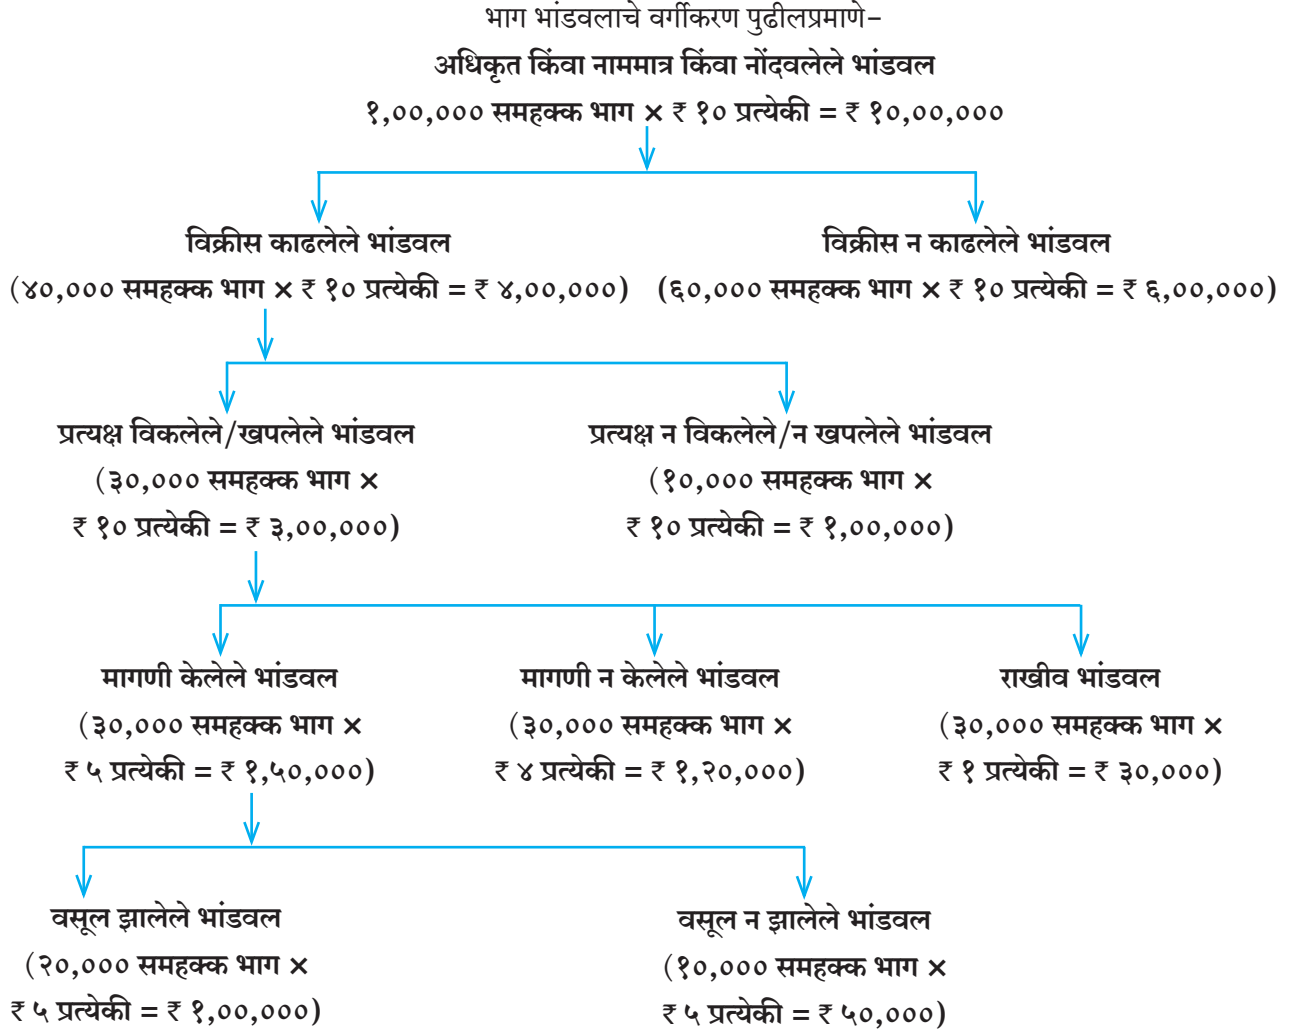 भाग भांडवलाचे वर्गीकरण पुढीलप्रमाणे-
अधिकृत किंवा नाममात्र किंवा नोंदवलेले भांडवल
१,००,००० समहक्क भाग × ₹ १० प्रत्येकी = ₹ १०,००,०००
विक्रीस काढलेले भांडवल
(४०,००० समहक्क भाग × ₹ १० प्रत्येकी = ₹ ४,००,०००)
विक्रीस न काढलेले भांडवल
(६०,००० समहक्क भाग × ₹ १० प्रत्येकी = ₹ ६,००,०००)
प्रत्यक्ष विकलेले/खपलेले भांडवल
(३०,००० समहक्क भाग ×
₹ १० प्रत्येकी = ₹ ३,००,०००)
प्रत्यक्ष न विकलेले/न खपलेले भांडवल
(१०,००० समहक्क भाग ×
₹ १० प्रत्येकी = ₹ १,००,०००)
मागणी केलेले भांडवल
(३०,००० समहक्क भाग ×
₹ ५ प्रत्येकी = ₹ १,५०,०००)
मागणी न केलेले भांडवल
(३०,००० समहक्क भाग ×
₹ ४ प्रत्येकी = ₹ १,२०,०००)
राखीव भांडवल
(३०,००० समहक्क भाग ×
₹ १ प्रत्येकी = ₹ ३०,०००)
वसूल झालेले भांडवल
(२०,००० समहक्क भाग ×
₹ ५ प्रत्येकी = ₹ १,००,०००)
वसूल न झालेले भांडवल
(१०,००० समहक्क भाग ×
₹ ५ प्रत्येकी = ₹ ५०,०००)